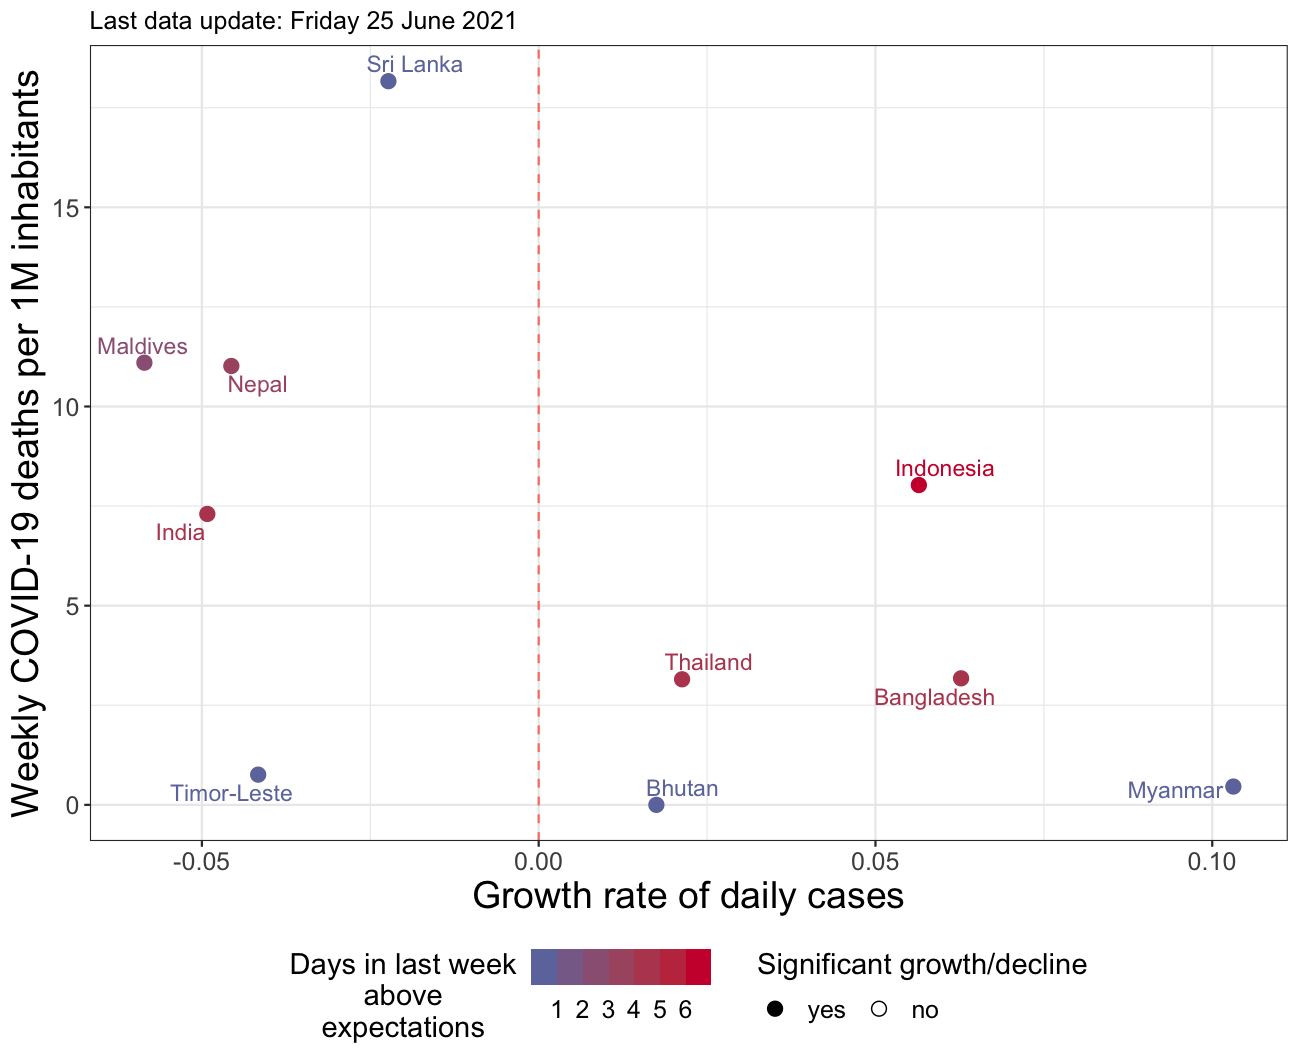 Last data update: Friday 25 June 2021
Weekly COVID-19 deaths per 1M inhabitants
Sri Lanka
15
Maldives
Nepal
10
Indonesia
India
5
Thailand
Bangladesh
Timor-Leste
Bhutan
Myanmar
0
-0.05 0.00 0.05 0.10
Growth rate of daily cases
Days in last week
above
expectations
1 2 3 4 5 6
Significant growth/decline
yes no